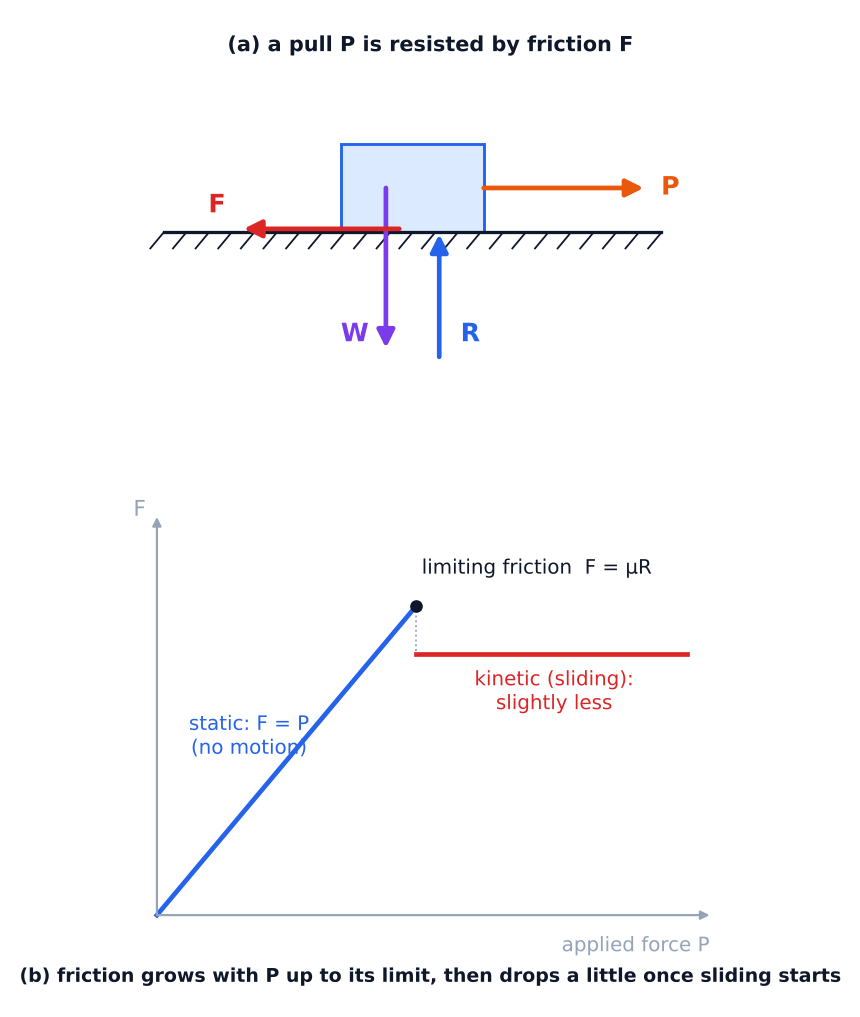 (a) a pull P is resisted by friction F
F
P
W
R
F
limiting friction  F = μR
kinetic (sliding):
slightly less
static: F = P
(no motion)
applied force P
(b) friction grows with P up to its limit, then drops a little once sliding starts